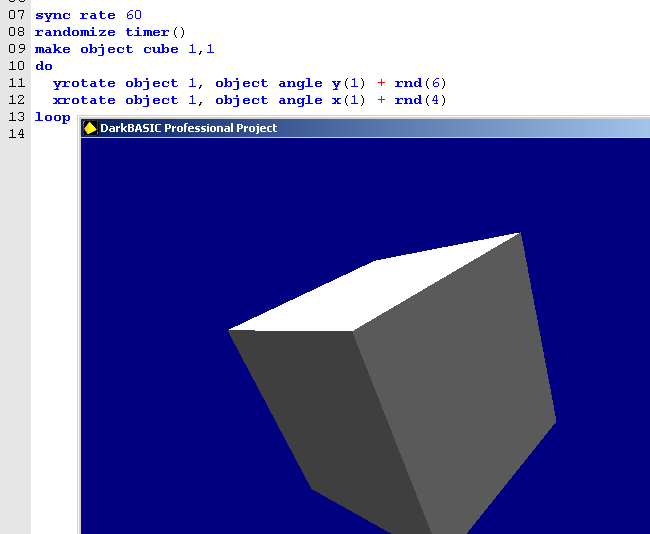 07 sync rate 60
08 randomize timer()
09 make object cube 1,1
10 do
11 yrotate object 1, object angle y(1) + rnd(6)
12 xrotate object 1, object angle x(1) + rnd(4)
13 loop
14
DarkBASIC Professional Project